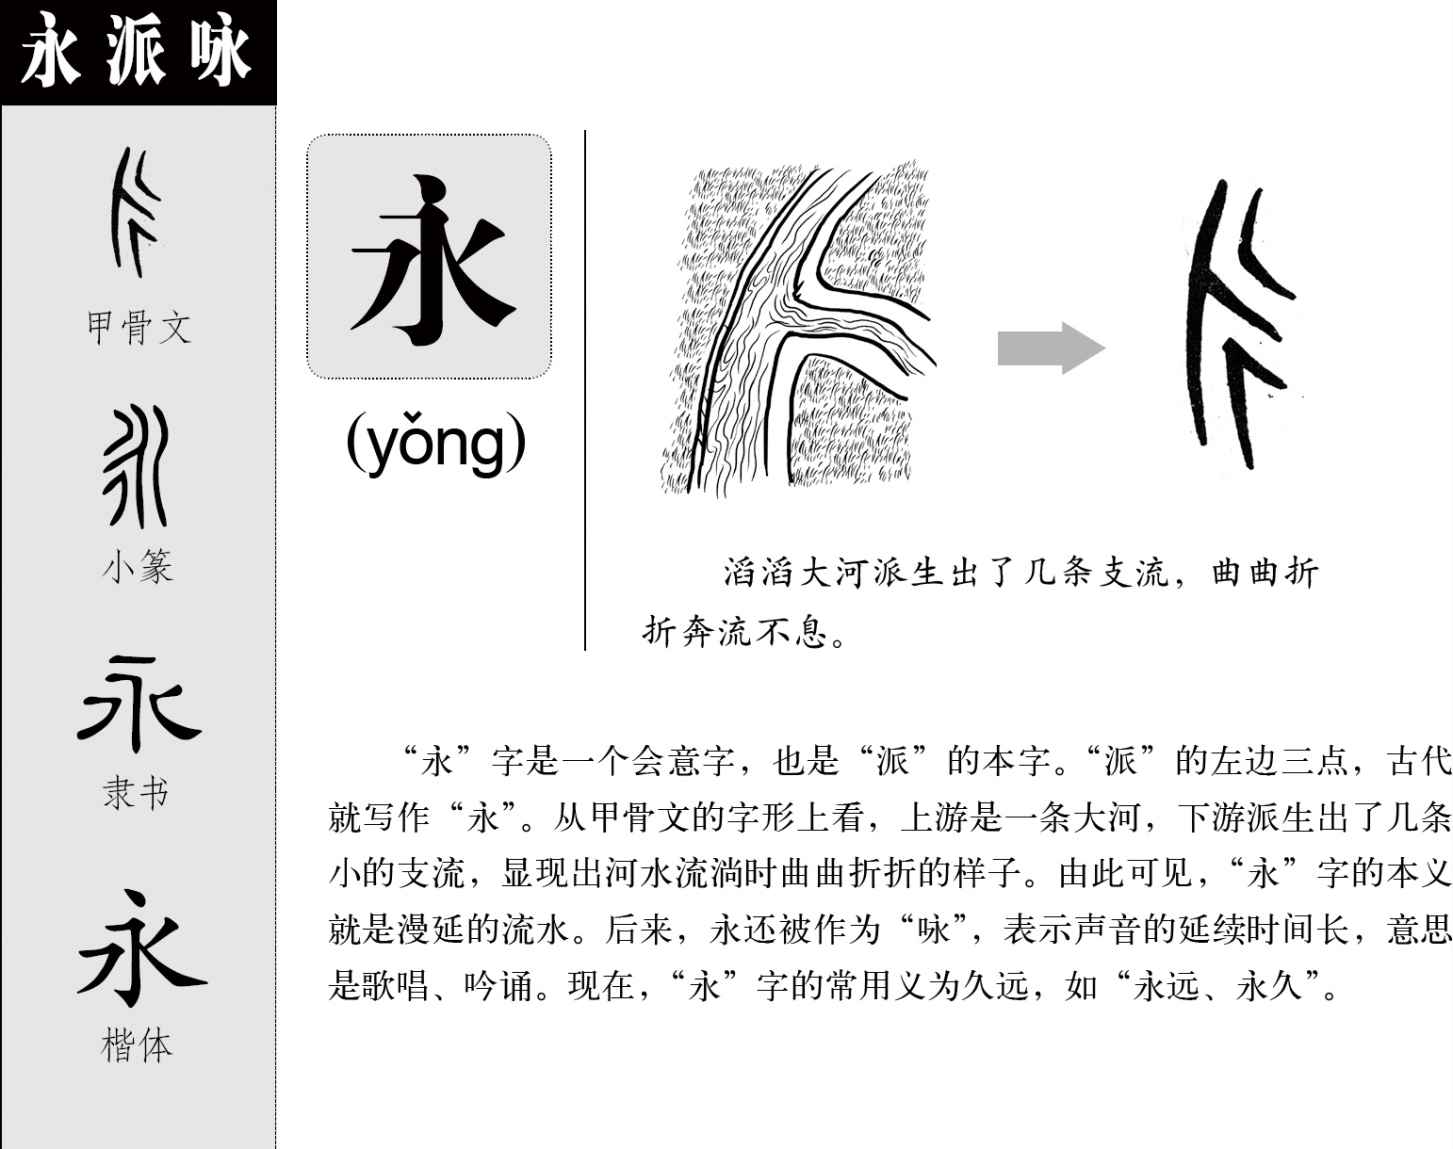 永派咏
甲骨文
小篆
隶书
楷体
永
(yǒng)
滔滔大河派生出了几条支流，曲曲折
折奔流不息。
“永”字是一个会意字，也是“派”的本字。“派”的左边三点，古代
就写作“永”。从甲骨文的字形上看，上游是一条大河，下游派生出了几条
小的支流，显现出河水流淌时曲曲折折的样子。由此可见，“永”字的本义
就是漫延的流水。后来，永还被作为“咏”，表示声音的延续时间长，意思
是歌唱、吟诵。现在，“永”字的常用义为久远，如“永远、永久”。